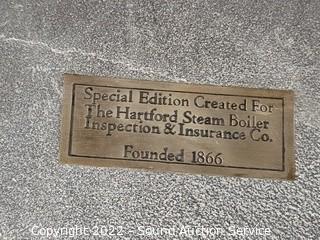 Special Edition Created For
The Hartford Steam Boiler
Inspection & Insurance Co.
Founded 1866
Copyright 2022 - Sound Auction Service